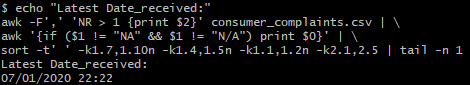 $ echo "Latest Date_received:"
awk -F',' 'NR > 1 {print $2}' consumer_complaints.csv | \
awk '{if ($1 != "NA" && $1 != "N/A") print $0}' | \
sort -t' ' -k1.7,1.10n -k1.4,1.5n -k1.1,1.2n -k2.1,2.5 | tail -n 1
Latest Date_received:
07/01/2020 22:22